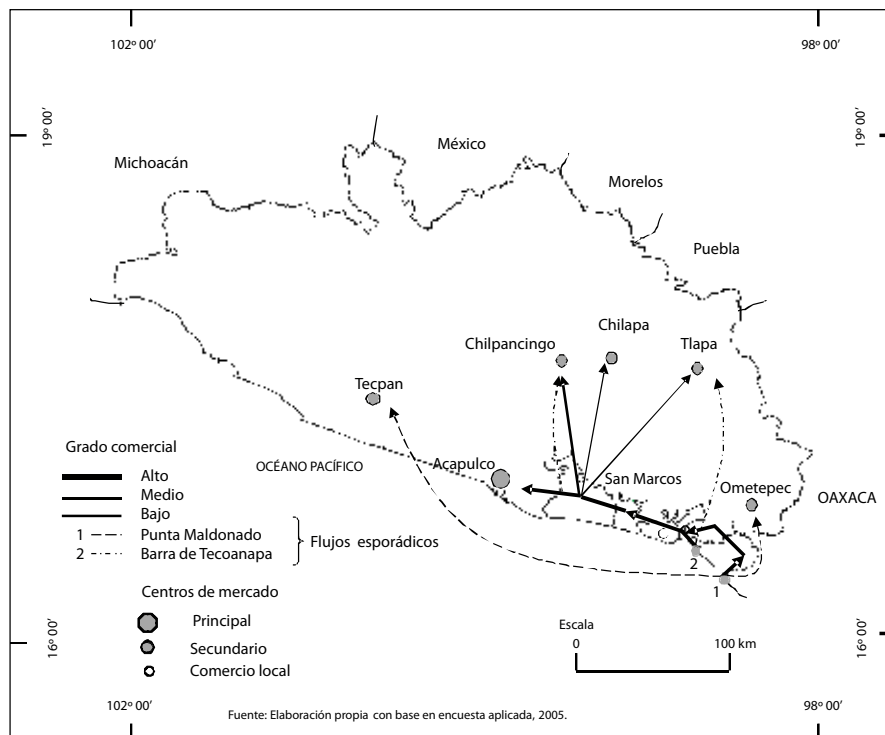 102º 00’
98º 00’
19º 00’
19º 00’
México
Michoacán
Morelos
Puebla
Chilapa
Chilpancingo
Tlapa
Tecpan
Grado comercial
OCÉANO PACÍFICO
Acapulco
San Marcos
Ometepec
OAXACA
Alto
Medio
Bajo
1 Punta Maldonado
2 Barra de Tecoanapa
Flujos esporádicos
2
1
Centros de mercado
Principal
Secundario
Comercio local
Escala
0 100 km
16º 00’
16º 00’
102º 00’
98º 00’
Fuente: Elaboración propia con base en encuesta aplicada, 2005.